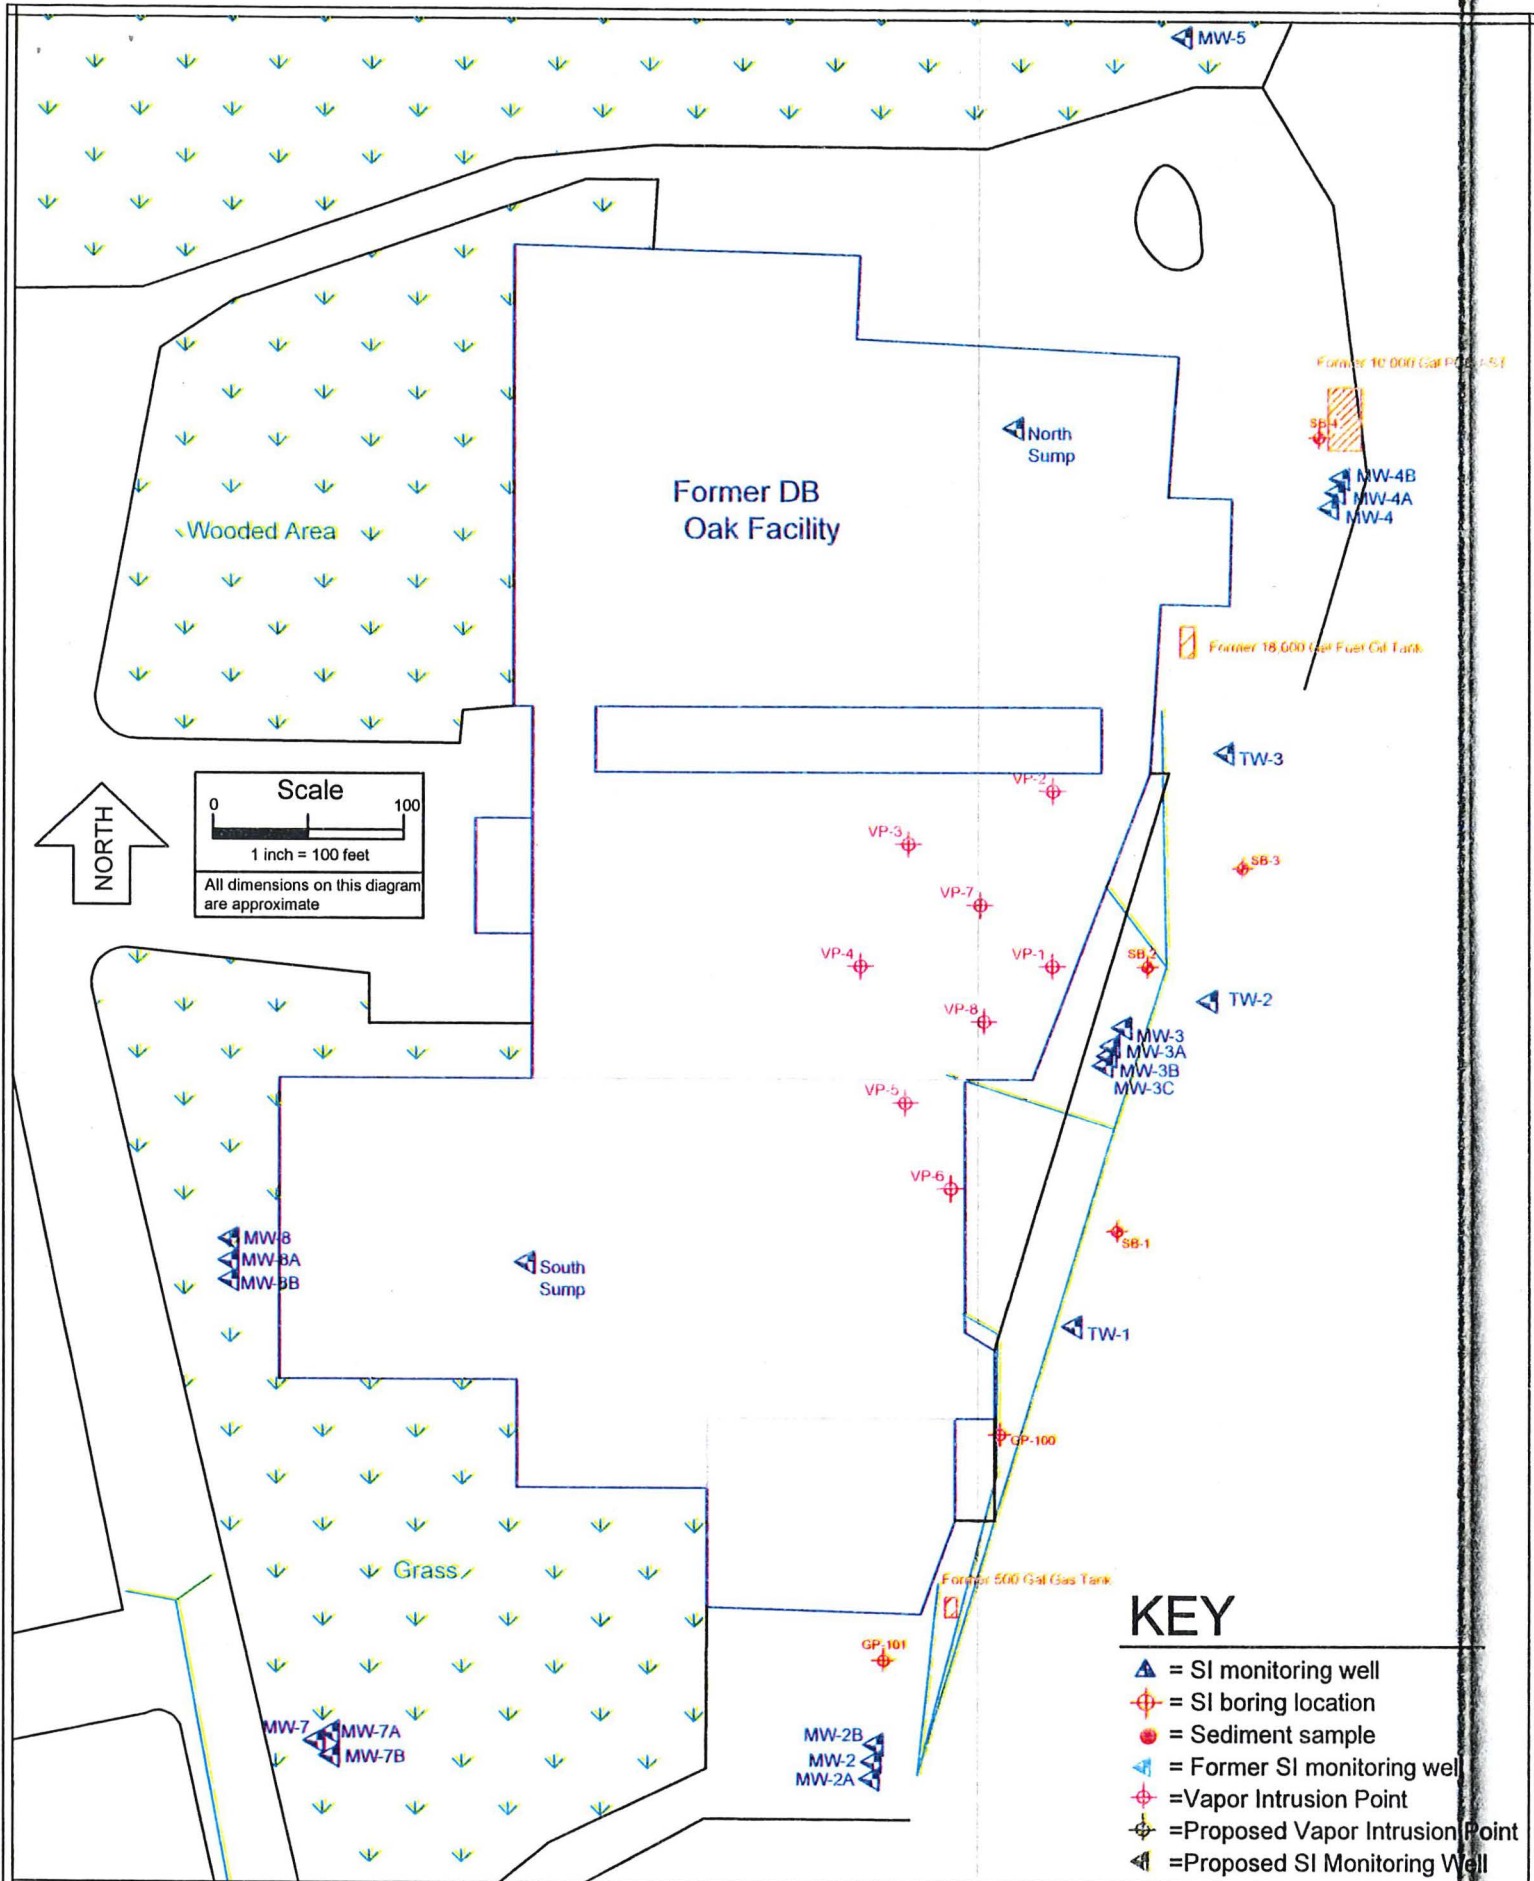 MW-5
Former 10 000 Gal
SB-4
North
Sump
MW-4B
MW-4A
MW-4
Former DB
Oak Facility
Wooded Area
Former 18 000 Gal Fuel Oil Tank
TW-3
VP-2
Scale
0 100
1 inch = 100 feet
All dimensions on this diagram
are approximate
NORTH
VP-3
SB-3
VP-7
VP-4
VP-1
SB-2
TW-2
VP-8
MW-3
MW-3A
MW-3B
MW-3C
VP-5
VP-6
MW-8
MW-8A
MW-8B
SB-1
South
Sump
TW-1
GP-100
Grass
Former 500 Gal Gas Tank
GP-101
MW-7
MW-7A
MW-7B
MW-2B
MW-2
MW-2A
KEY
= SI monitoring well
= SI boring location
= Sediment sample
= Former SI monitoring well
=Vapor Intrusion Point
=Proposed Vapor Intrusion Point
=Proposed SI Monitoring Well